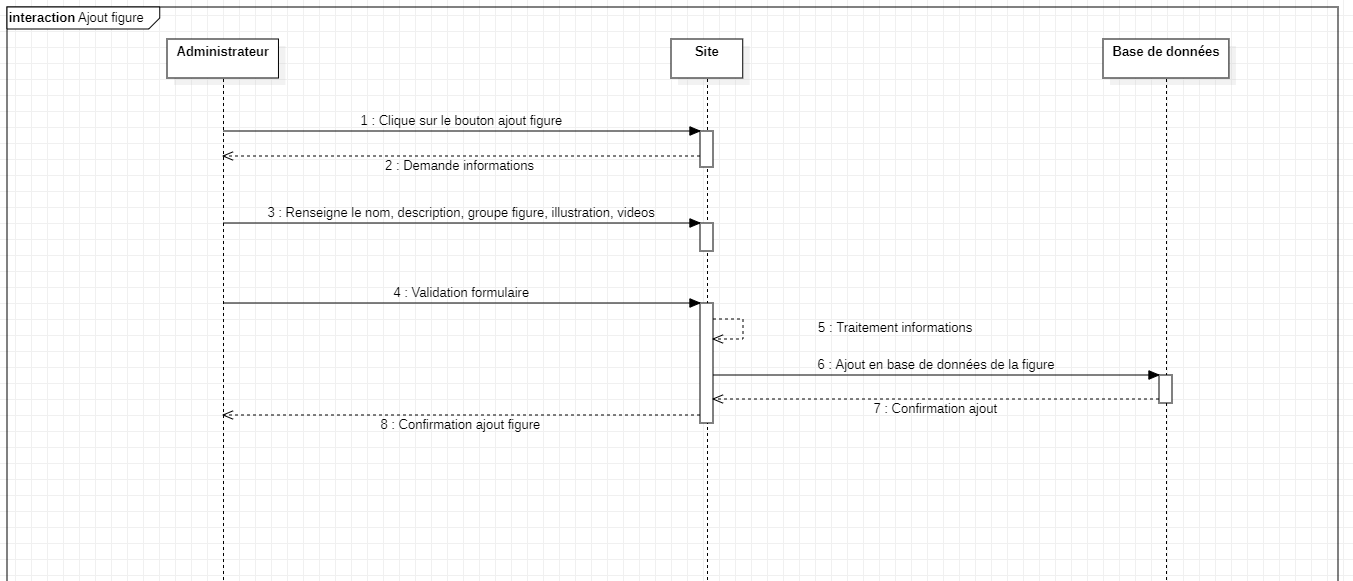 interaction Ajout figure
Administrateur
Site
Base de données
1 : Clique sur le bouton ajout figure
2 : Demande informations
3 : Renseigne le nom, description, groupe figure, illustration, videos
4 : Validation formulaire
5 : Traitement informations
6 : Ajout en base de données de la figure
7 : Confirmation ajout
8 : Confirmation ajout figure